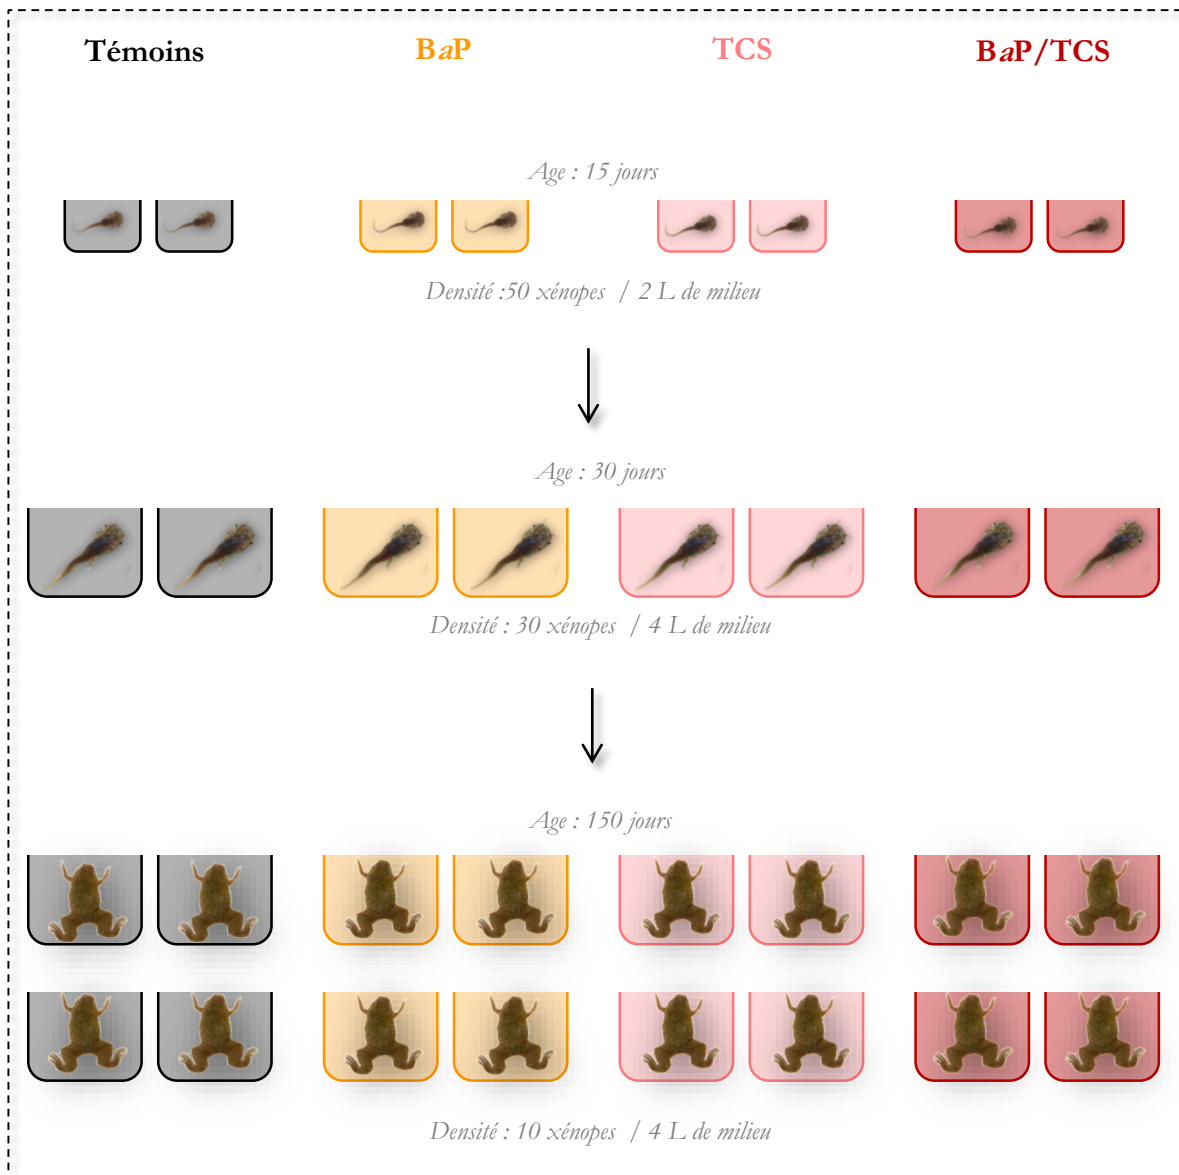 Témoins BaP TCS BaP/TCS
Age : 15 jours
Densité :50 xénopes / 2 L de milieu
Age : 30 jours
Densité : 30 xénopes / 4 L de milieu
Age : 150 jours
Densité : 10 xénopes / 4 L de milieu